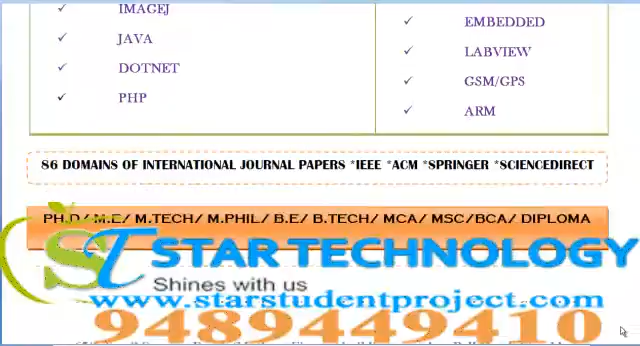 IMAGEJ
JAVA
DOTNET
PHP
EMBEDDED
LABVIEW
GSM/GPS
ARM
86 DOMAINS OF INTERNATIONAL JOURNAL PAPERS *IEEE *ACM *SPRINGER *SCIENCEDIRECT
PH.D/ M.E/ M.TECH/ M.PHIL/ B.E/ B.TECH/ MCA/ MSC/BCA/ DIPLOMA
ST STAR TECHNOLOGY
Shines with us
www.starstudentproject.com
9489449410